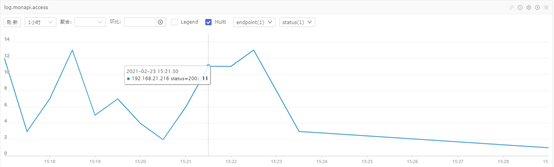 log.monapi.access
刷新 1小时 聚合: 环比: Legend Multi endpoint(1) status(1)
14
12
10
8
6
4
2
0
2021-02-23 15:21:30
192.168.21.216 status=200: 11
15:18 15:19 15:20 15:21 15:22 15:23 15:24 15:25 15:26 15:27 15:28